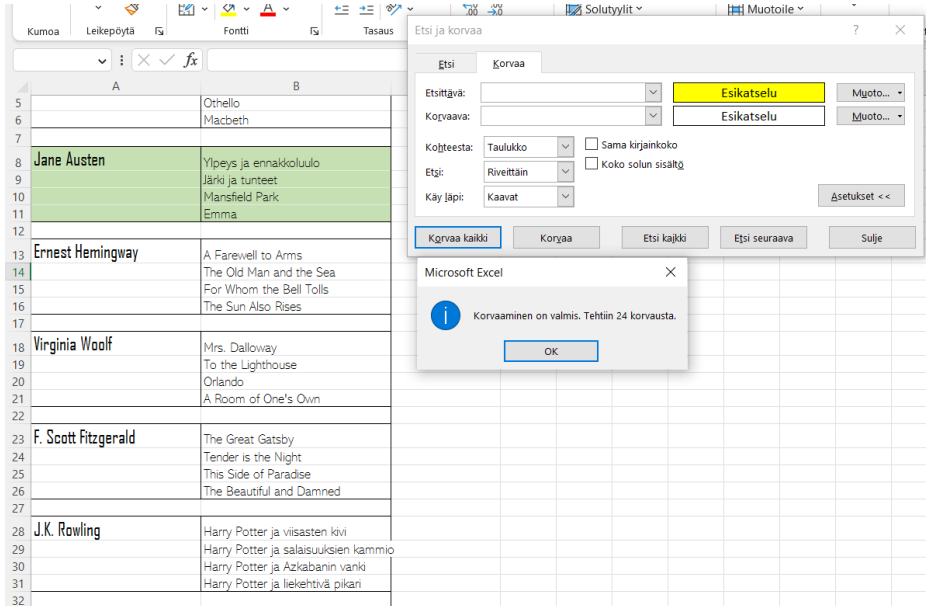 Solutyylit
Muotoile
Kumoa
Leikepöytä
Fontti
Tasaus
fx
A
B
5 Othello
6 Macbeth
7
8 Jane Austen Ylpeys ja ennakkoluulo
9 Järki ja tunteet
10 Mansfield Park
11 Emma
12
13 Ernest Hemingway A Farewell to Arms
14 The Old Man and the Sea
15 For Whom the Bell Tolls
16 The Sun Also Rises
17
18 Virginia Woolf Mrs. Dalloway
19 To the Lighthouse
20 Orlando
21 A Room of One's Own
22
23 F. Scott Fitzgerald The Great Gatsby
24 Tender is the Night
25 This Side of Paradise
26 The Beautiful and Damned
27
28 J.K. Rowling Harry Potter ja viisasten kivi
29 Harry Potter ja salaisuuksien kammio
30 Harry Potter ja Azkabanin vanki
31 Harry Potter ja liekehtivä pikari
32
Etsi ja korvaa ?
Etsi Korvaa
Etsittävä: Esikatselu Muoto...
Korvaava: Esikatselu Muoto...
Kohteesta: Taulukko Sama kirjainkoko
Koko solun sisältö
Etsi: Riveittäin
Käy läpi: Kaavat Asetukset <<
Korvaa kaikki Korvaa Etsi kaikki Etsi seuraava Sulje
Microsoft Excel
Korvaaminen on valmis. Tehtiin 24 korvausta.
OK